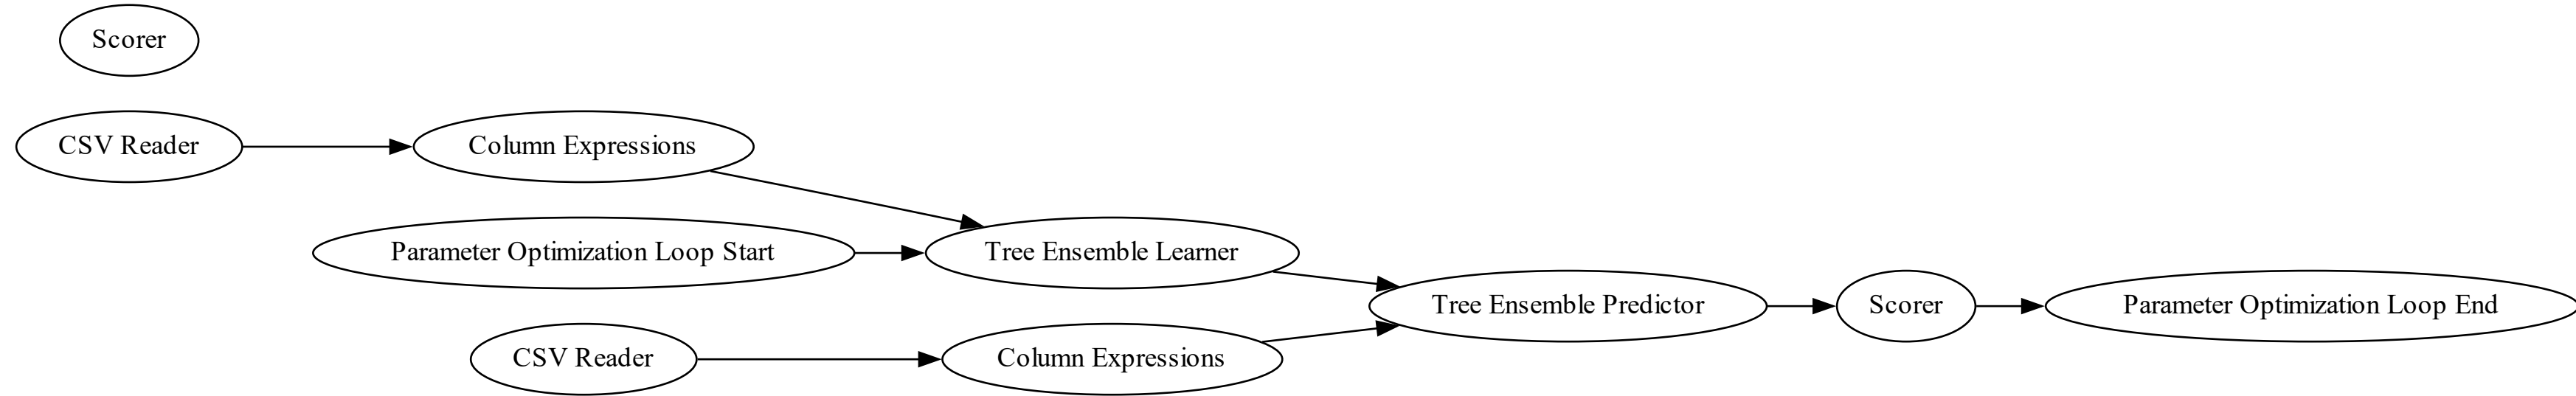 Scorer
CSV Reader
Column Expressions
Parameter Optimization Loop Start
Tree Ensemble Learner
Tree Ensemble Predictor
Scorer
Parameter Optimization Loop End
CSV Reader
Column Expressions